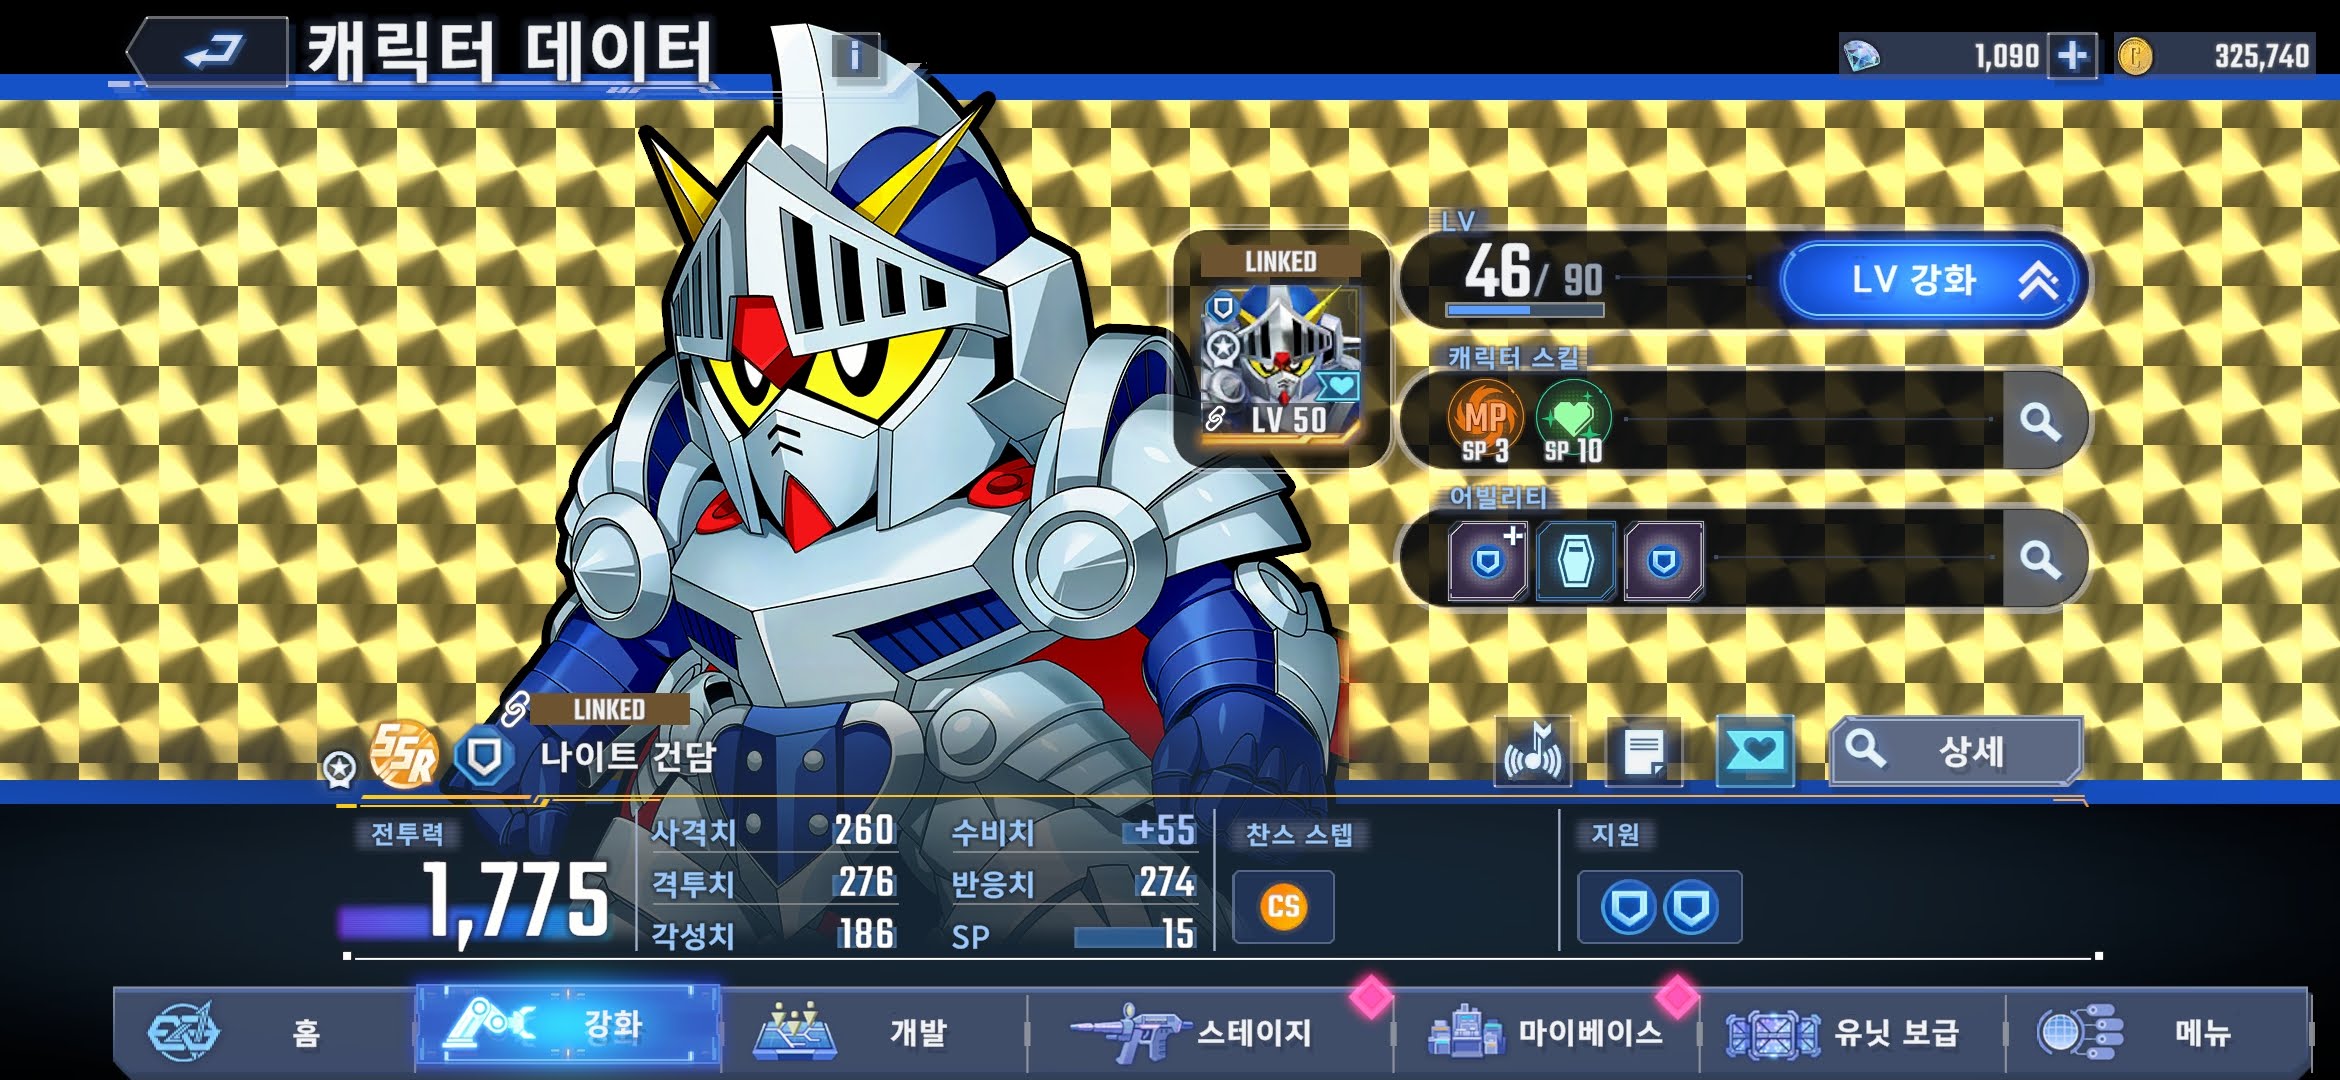 캐릭터 데이터
i
1,090
325,740
LINKED
LV 50
LV
46/ 90
LV 강화
캐릭터 스킬
MP
SP 3
SP 10
어빌리티
LINKED
SSR
나이트 건담
상세
전투력
1,775
사격치 260
격투치 276
각성치 186
수비치 +55
반응치 274
SP 15
찬스 스텝
CS
지원
홈
강화
개발
스테이지
마이베이스
유닛 보급
메뉴